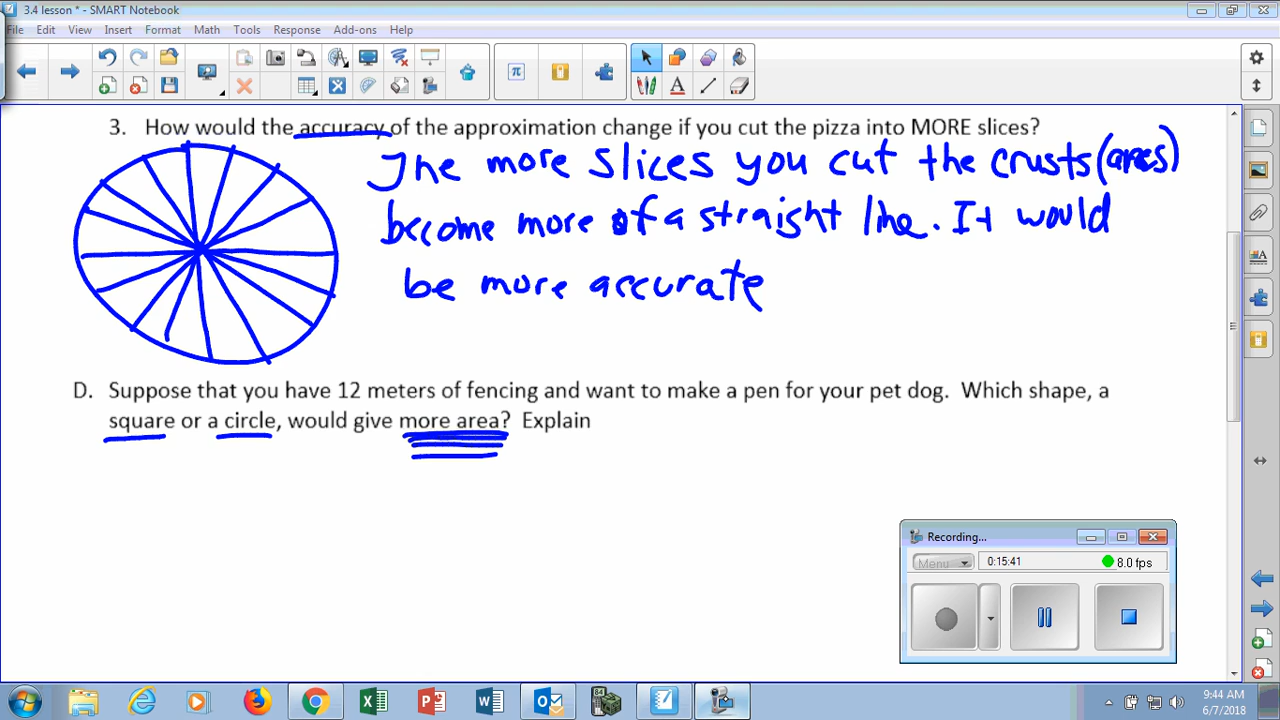 3.4 lesson * - SMART Notebook
File Edit View Insert Format Math Tools Response Add-ons Help
3. How would the accuracy of the approximation change if you cut the pizza into MORE slices?
The more slices you cut the crusts (arcs)
become more of a straight line. It would
be more accurate
D. Suppose that you have 12 meters of fencing and want to make a pen for your pet dog. Which shape, a
square or a circle, would give more area? Explain
Recording...
Menu 0:15:41 8.0 fps
9:44 AM
6/7/2018